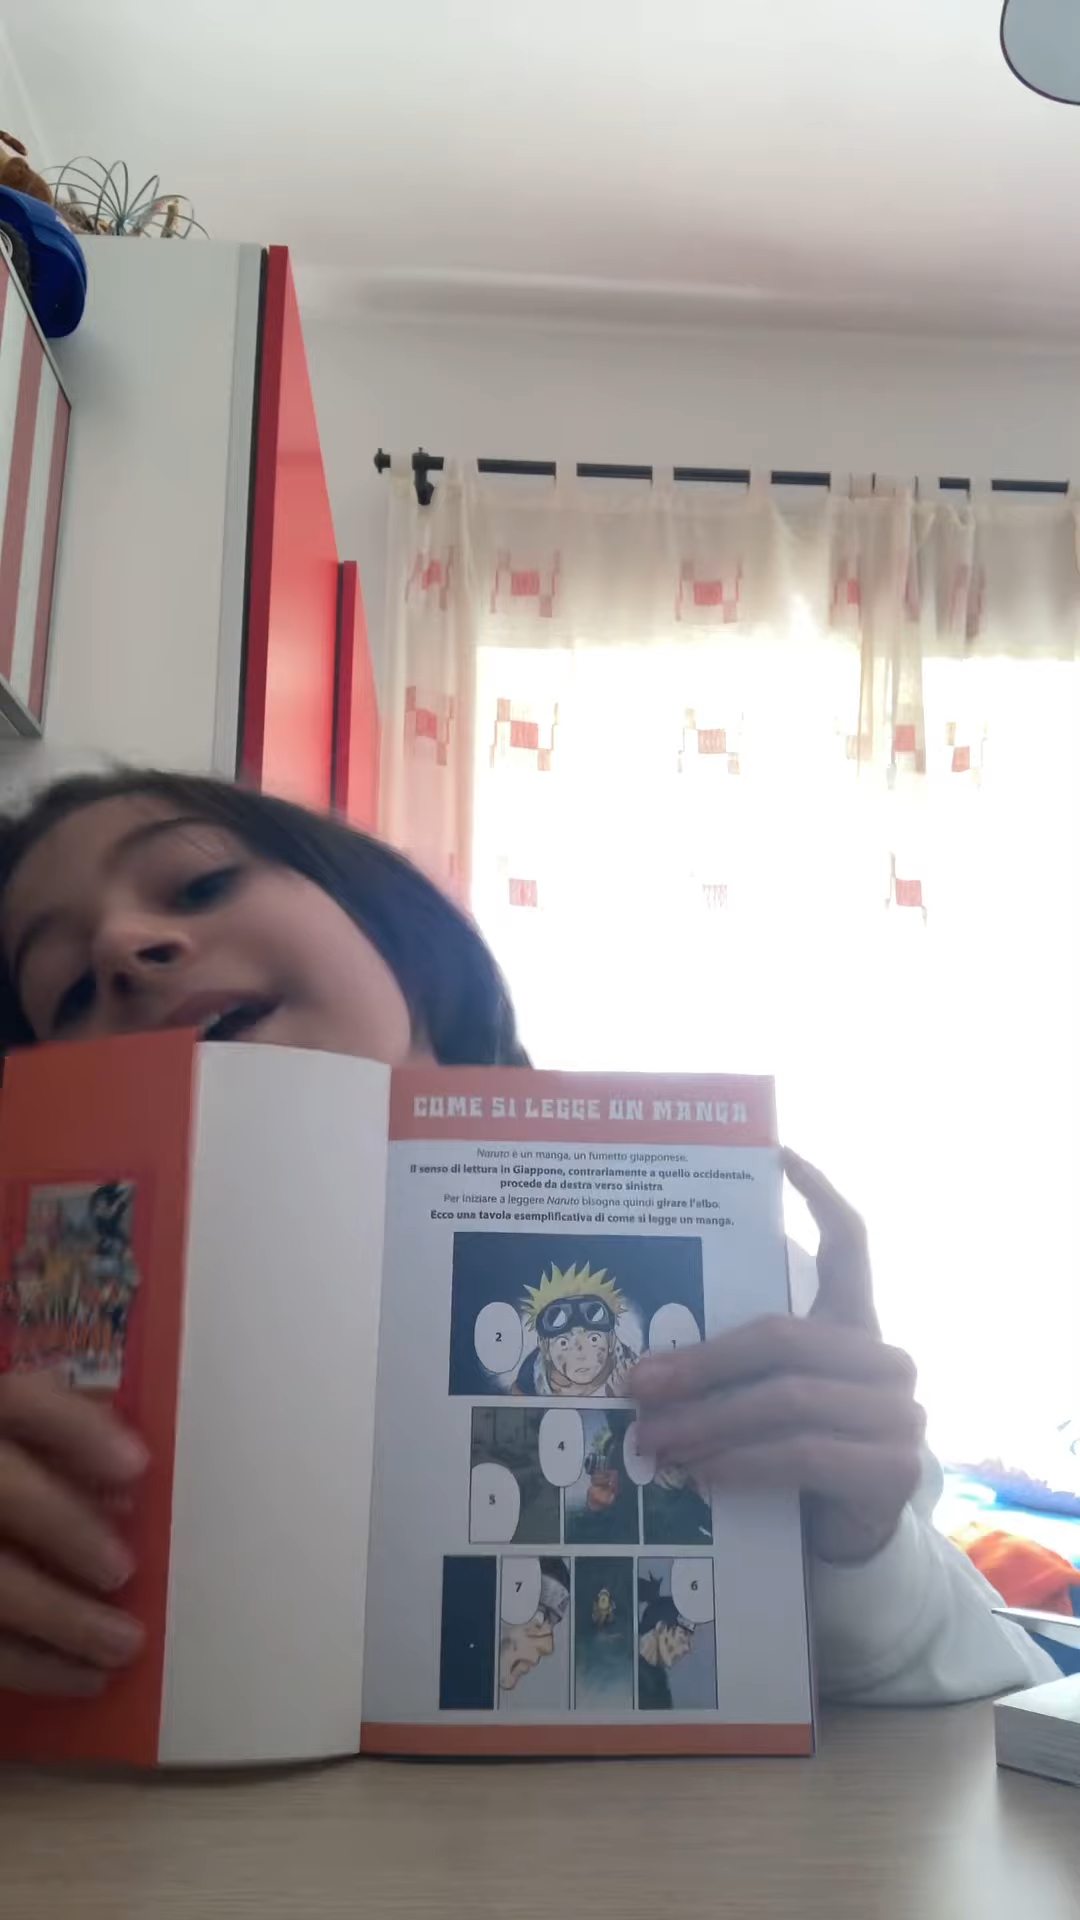 COME SI LEGGE UN MANGA
Naruto è un manga, un fumetto giapponese.
Il senso di lettura in Giappone, contrariamente a quello occidentale,
procede da destra verso sinistra
Per iniziare a leggere Naruto bisogna quindi girare l'albo.
Ecco una tavola esemplificativa di come si legge un manga.
2
1
4
5
7
6